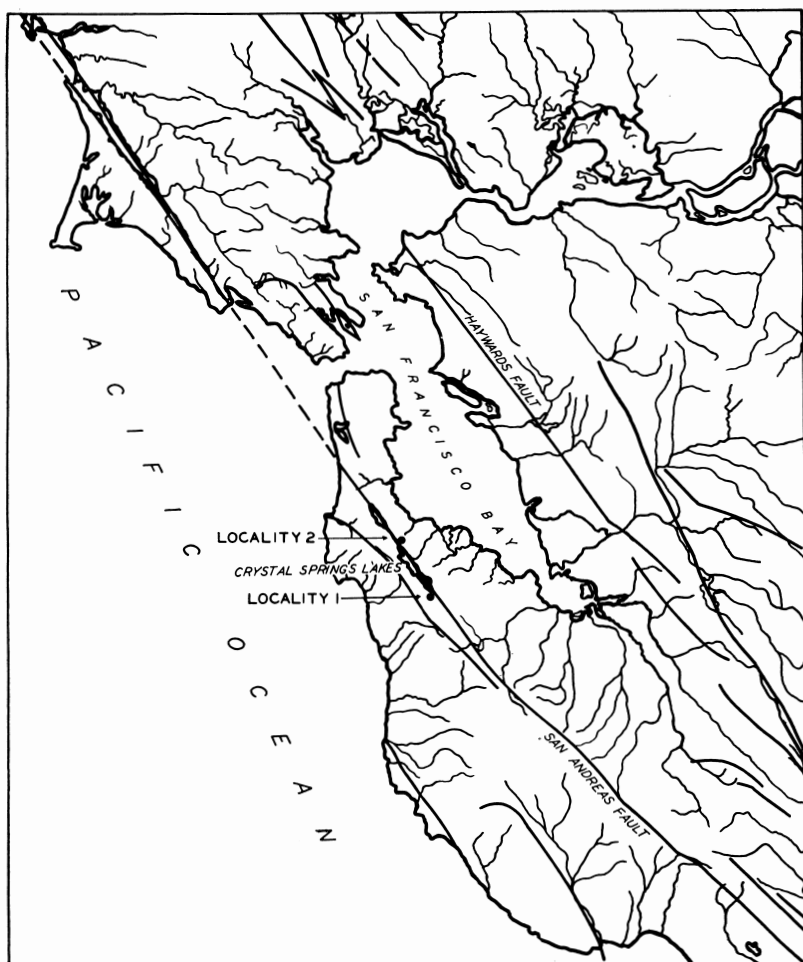 SAN FRANCISCO BAY
HAYWARDS FAULT
PACIFIC OCEAN
LOCALITY 2
CRYSTAL SPRINGS LAKES
LOCALITY 1
SAN ANDREAS FAULT